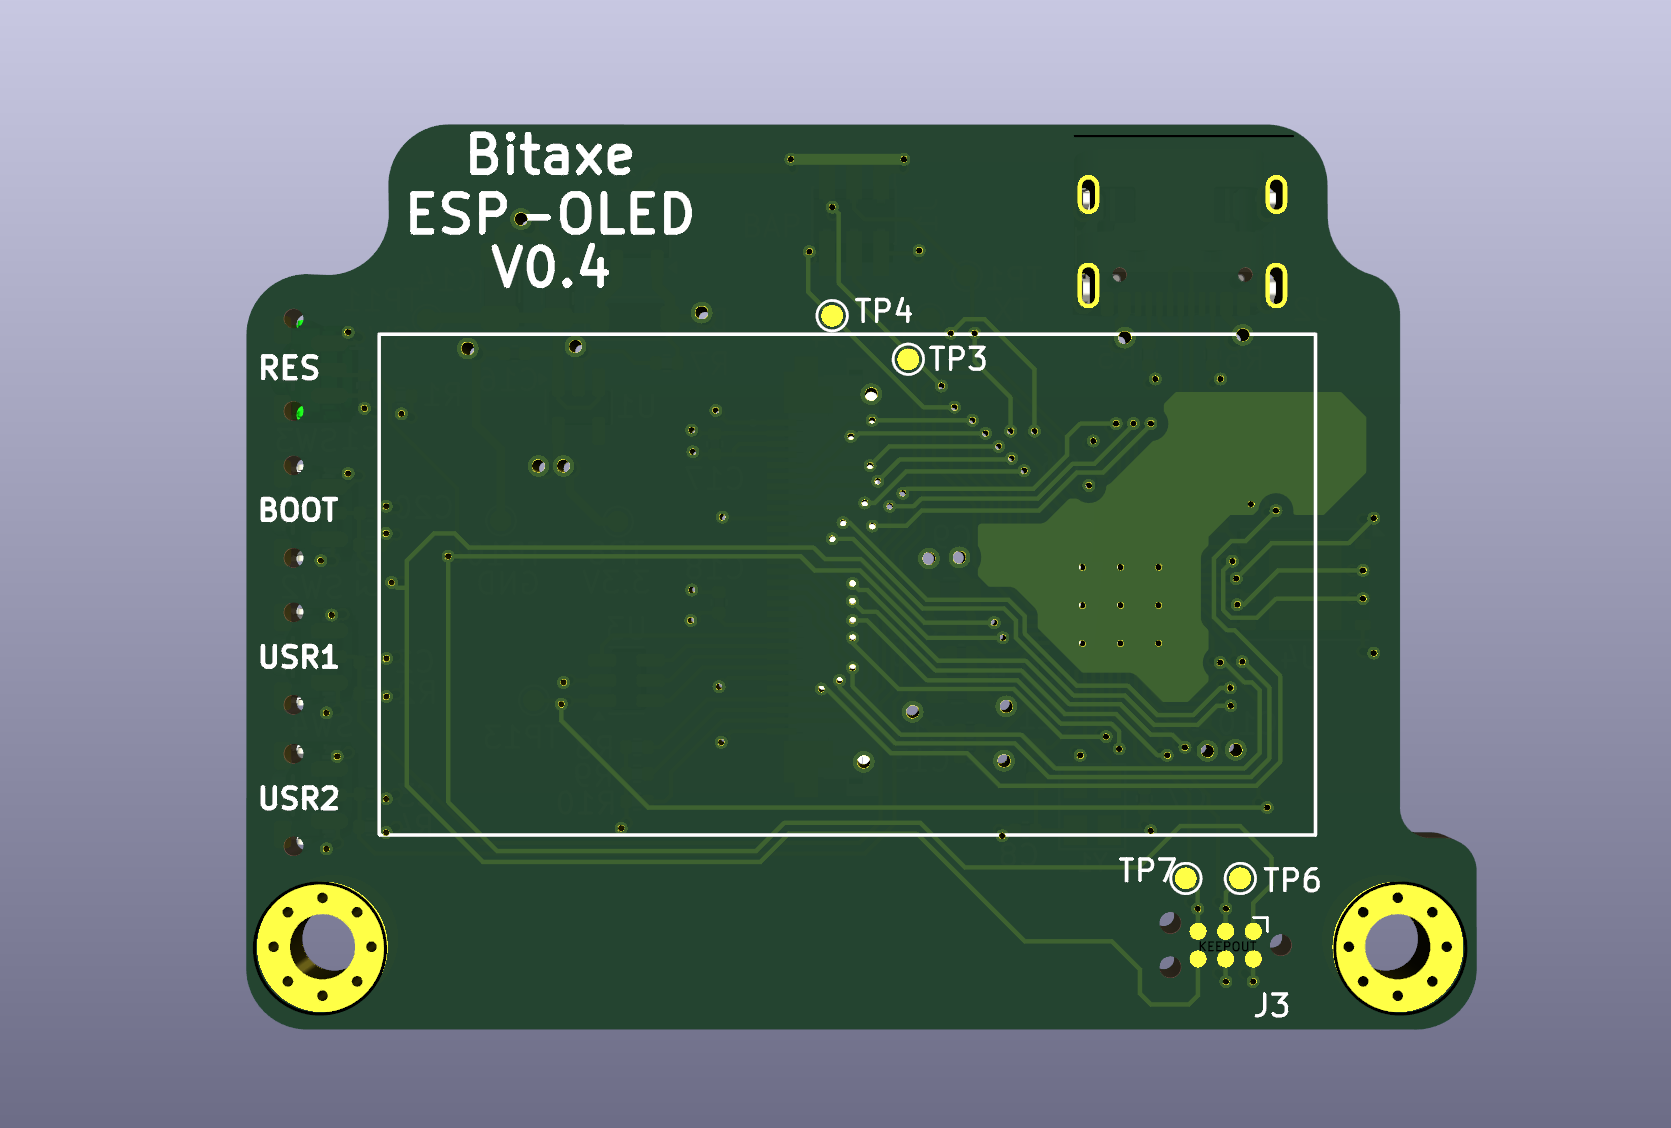 Bitaxe
ESP-OLED
V0.4
TP4
TP3
RES
BOOT
USR1
USR2
TP7
TP6
KEEPOUT
J3